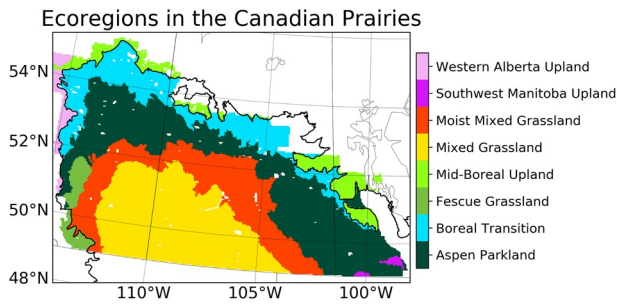 Ecoregions in the Canadian Prairies
54°N
52°N
50°N
48°N
110°W
105°W
100°W
Western Alberta Upland
Southwest Manitoba Upland
Moist Mixed Grassland
Mixed Grassland
Mid-Boreal Upland
Fescue Grassland
Boreal Transition
Aspen Parkland